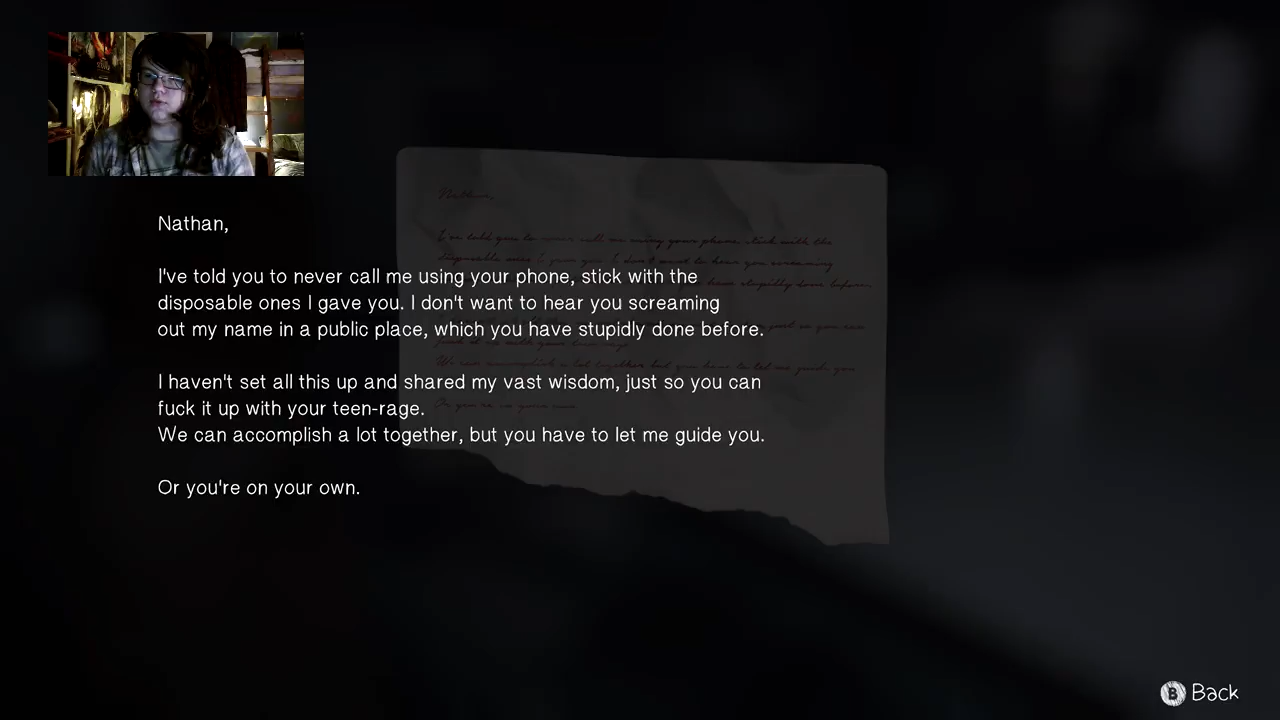 Nathan,
I've told you to never call me using your phone, stick with the
disposable ones I gave you. I don't want to hear you screaming
out my name in a public place, which you have stupidly done before.
I haven't set all this up and shared my vast wisdom, just so you can
fuck it up with your teen-rage.
We can accomplish a lot together, but you have to let me guide you.
Or you're on your own.
B Back